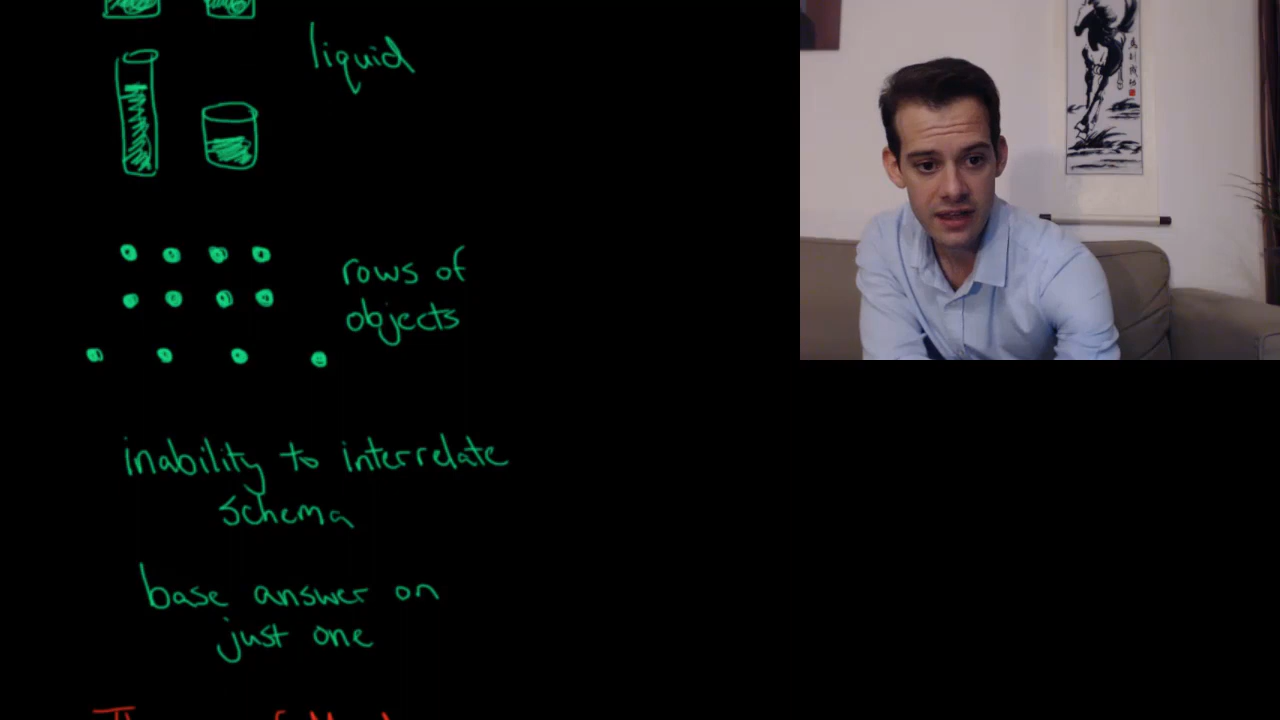 liquid
rows of
objects
inability to interrelate
schema
base answer on
just one